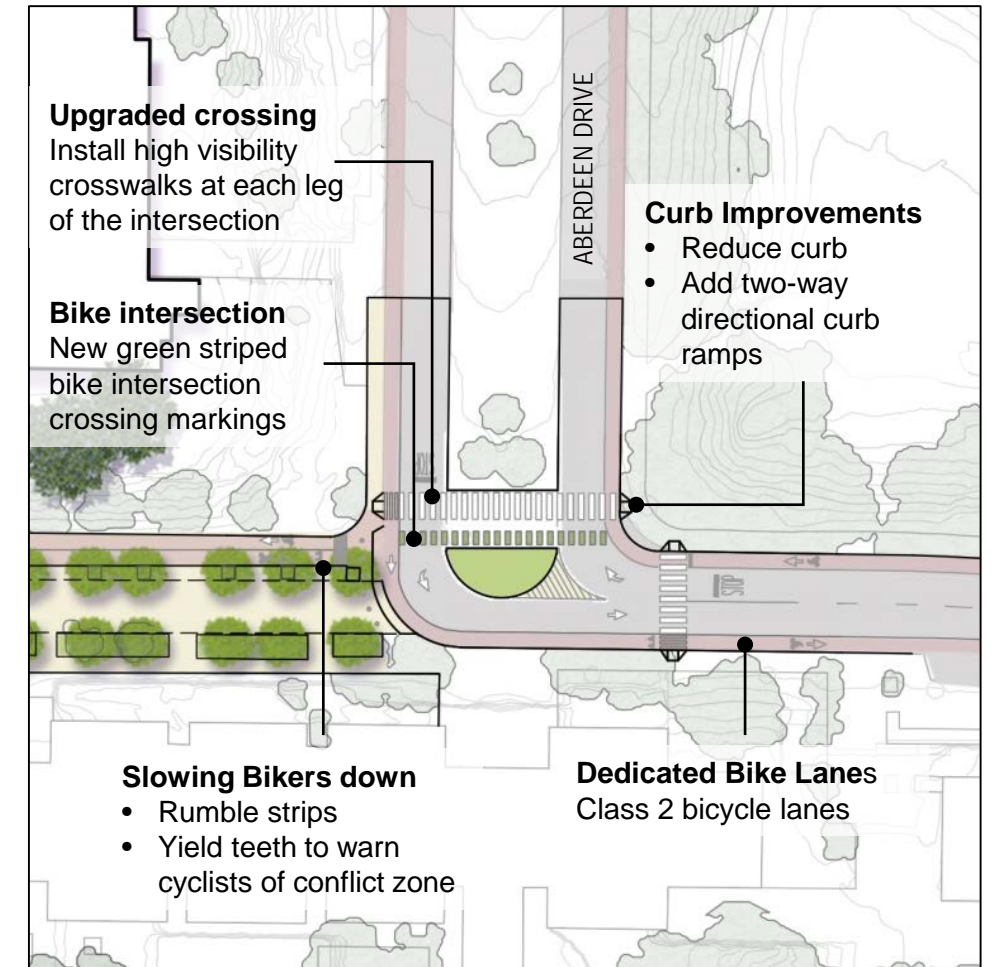 Upgraded crossing
Install high visibility
crosswalks at each leg
of the intersection
ABERDEEN DRIVE
Curb Improvements
• Reduce curb
• Add two-way
directional curb
ramps
Bike intersection
New green striped
bike intersection
crossing markings
STOP
STOP
Slowing Bikers down
• Rumble strips
• Yield teeth to warn
cyclists of conflict zone
Dedicated Bike Lanes
Class 2 bicycle lanes